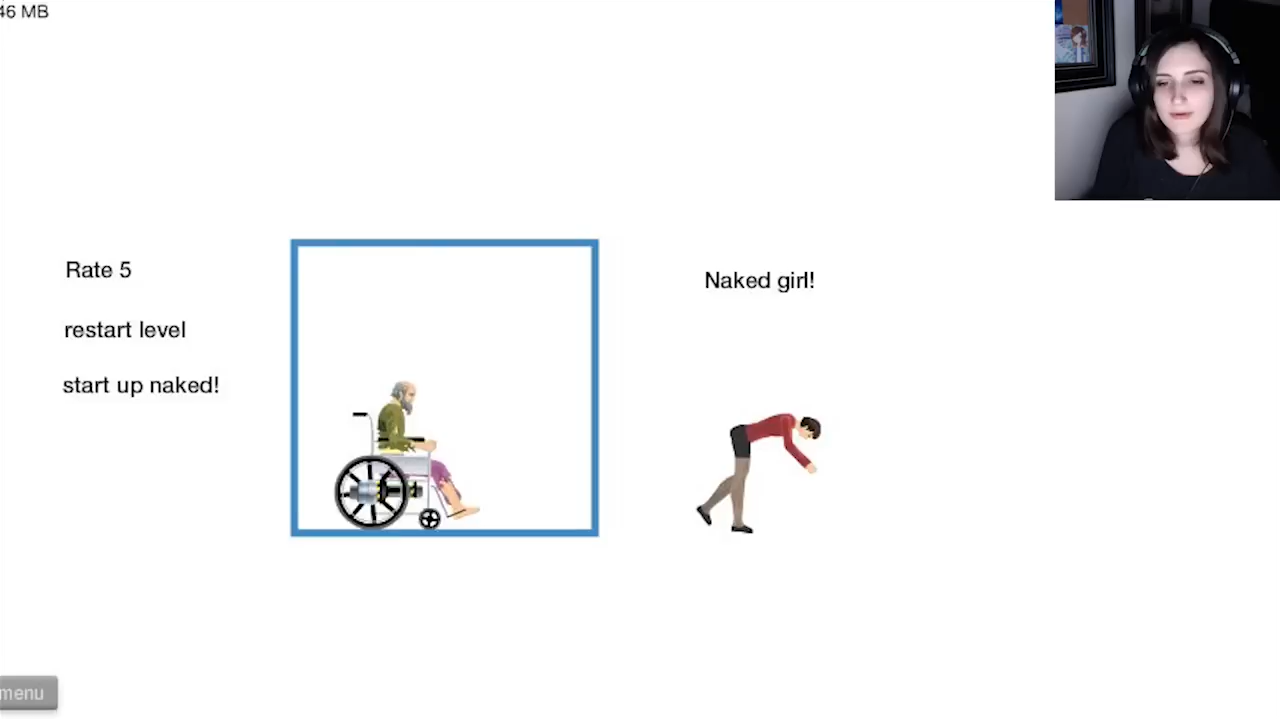 46 MB
Rate 5
Naked girl!
restart level
start up naked!
menu